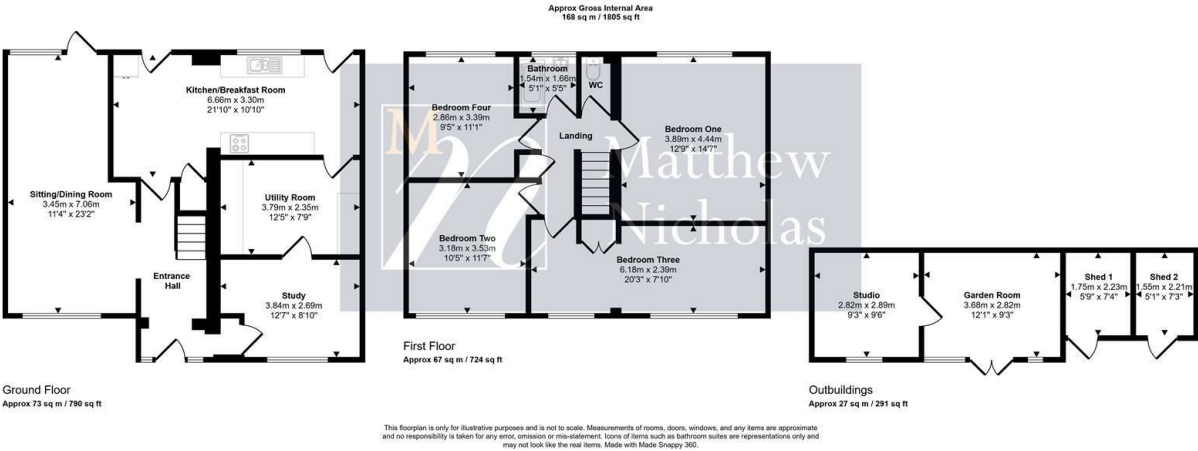 Approx Gross Internal Area
168 sq m / 1805 sq ft
Kitchen/Breakfast Room
6.66m x 3.30m
21'10" x 10'10"
Sitting/Dining Room
3.45m x 7.06m
11'4" x 23'2"
Utility Room
3.79m x 2.35m
12'5" x 7'9"
Entrance
Hall
Study
3.84m x 2.69m
12'7" x 8'10"
Ground Floor
Approx 73 sq m / 790 sq ft
Bathroom
1.54m x 1.66m
5'1" x 5'5"
WC
Bedroom Four
2.86m x 3.39m
9'5" x 11'1"
Landing
Bedroom One
3.89m x 4.44m
12'9" x 14'7"
M
n
Matthew
Nicholas
Bedroom Two
3.18m x 3.53m
10'5" x 11'7"
Bedroom Three
6.18m x 2.39m
20'3" x 7'10"
First Floor
Approx 67 sq m / 724 sq ft
Studio
2.82m x 2.89m
9'3" x 9'6"
Garden Room
3.68m x 2.82m
12'1" x 9'3"
Shed 1
1.75m x 2.23m
5'9" x 7'4"
Shed 2
1.55m x 2.21m
5'1" x 7'3"
Outbuildings
Approx 27 sq m / 291 sq ft
This floorplan is only for illustrative purposes and is not to scale. Measurements of rooms, doors, windows, and any items are approximate
and no responsibility is taken for any error, omission or mis-statement. Icons of items such as bathroom suites are representations only and
may not look like the real items. Made with Made Snappy 360.